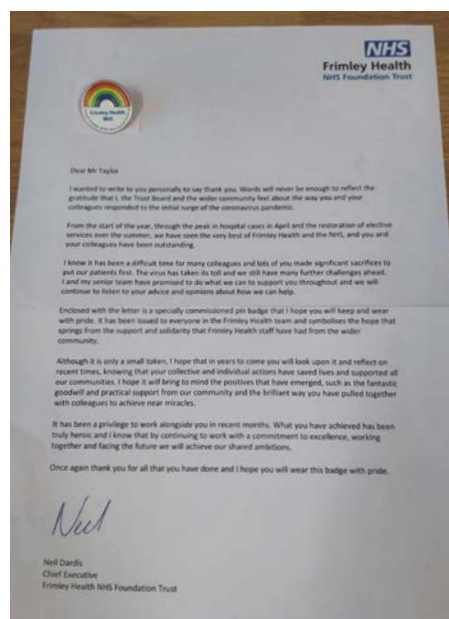 NHS
Frimley Health
NHS Foundation Trust
Frimley Health
NHS
Dear Mr Taylor
I wanted to write to you personally to say thank you. Words will never be enough to reflect the
gratitude that I, the Trust Board and the wider community feel about the way you and your
colleagues responded to the initial surge of the coronavirus pandemic.
From the start of the year, through the peak in hospital cases in April and the restoration of elective
services over the summer, we have seen the very best of Frimley Health and the NHS, and you and
your colleagues have been outstanding.
I know it has been a difficult time for many colleagues and lots of you made significant sacrifices to
put our patients first. The virus has taken its toll and we still have many further challenges ahead.
I and my senior team have promised to do what we can to support you throughout and we will
continue to listen to your advice and opinions about how we can help.
Enclosed with the letter is a specially commissioned pin badge that I hope you will keep and wear
with pride. It has been issued to everyone in the Frimley Health team and symbolises the hope that
springs from the support and solidarity that Frimley Health staff have had from the wider
community.
Although it is only a small token, I hope that in years to come you will look upon it and reflect on
recent times, knowing that your collective and individual actions have saved lives and supported all
our communities. I hope it will bring to mind the positives that have emerged, such as the fantastic
goodwill and practical support from our community and the brilliant way you have pulled together
with colleagues to achieve near miracles.
It has been a privilege to work alongside you in recent months. What you have achieved has been
truly heroic and I know that by continuing to work with a commitment to excellence, working
together and facing the future we will achieve our shared ambitions.
Once again thank you for all that you have done and I hope you will wear this badge with pride.
Neil
Neil Dardis
Chief Executive
Frimley Health NHS Foundation Trust